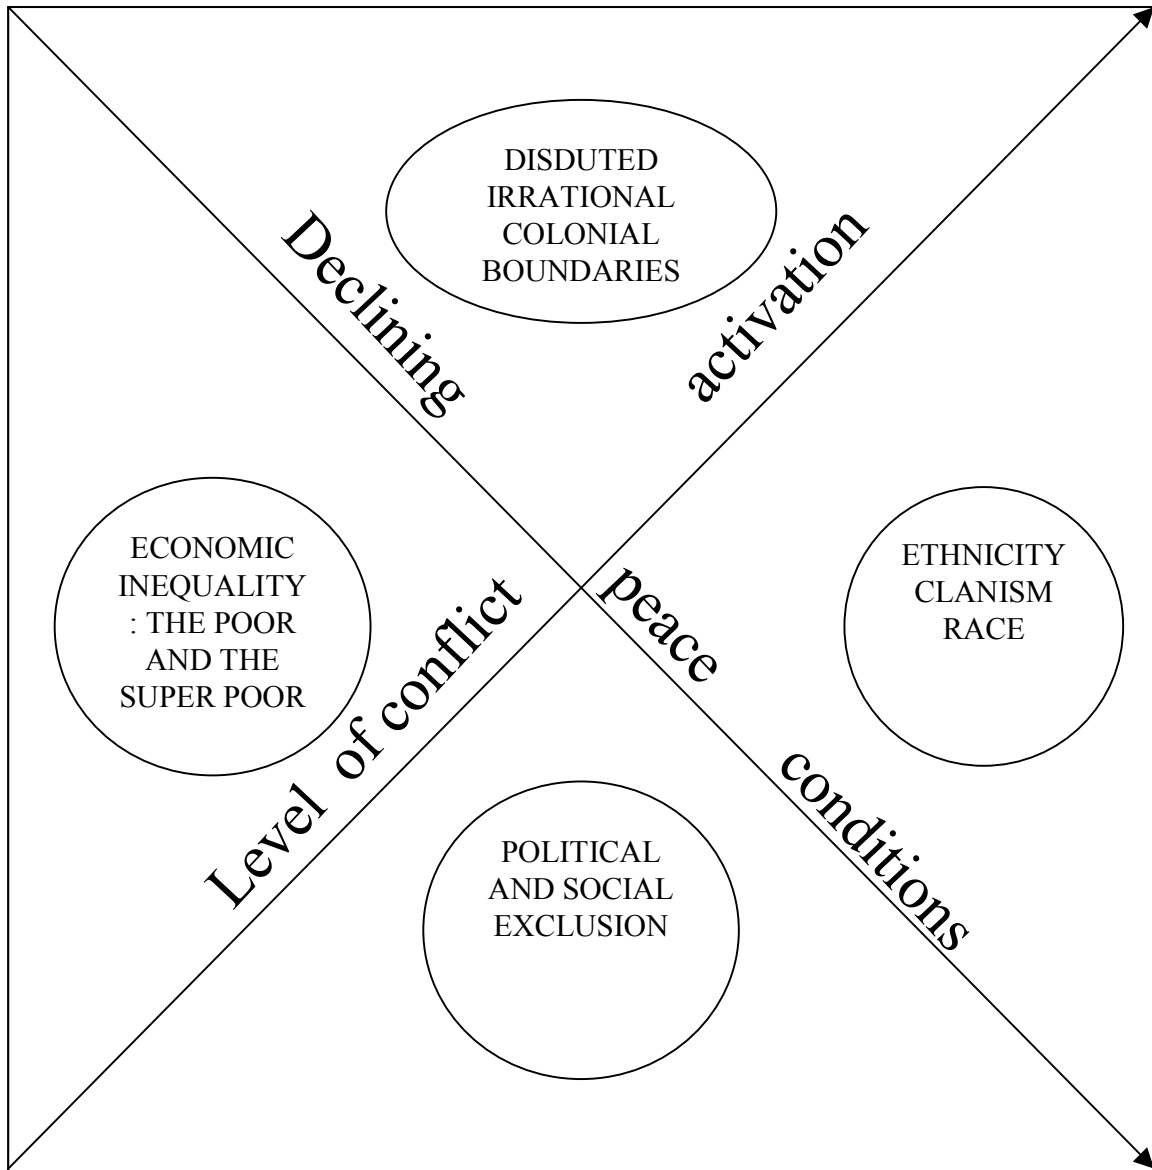 DISDUTED
IRRATIONAL
COLONIAL
BOUNDARIES
Declining
activation
ECONOMIC
INEQUALITY
: THE POOR
AND THE
SUPER POOR
Level of conflict
peace
ETHNICITY
CLANISM
RACE
conditions
POLITICAL
AND SOCIAL
EXCLUSION